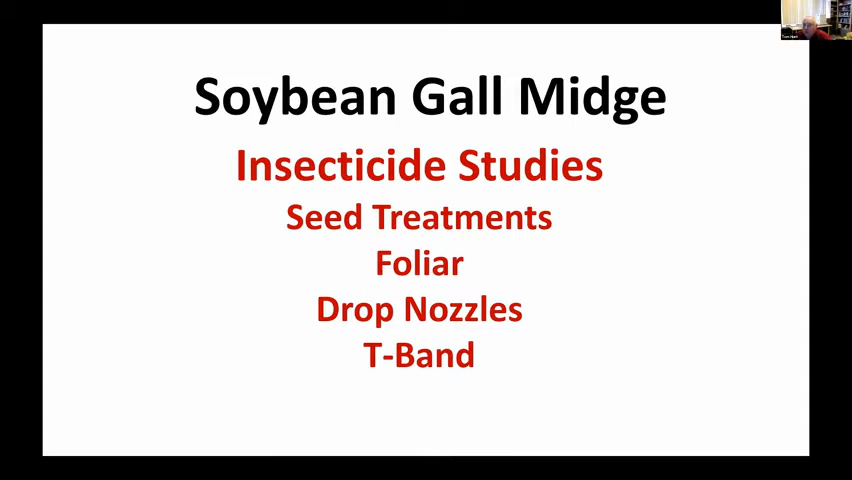 Soybean Gall Midge
Insecticide Studies
Seed Treatments
Foliar
Drop Nozzles
T-Band